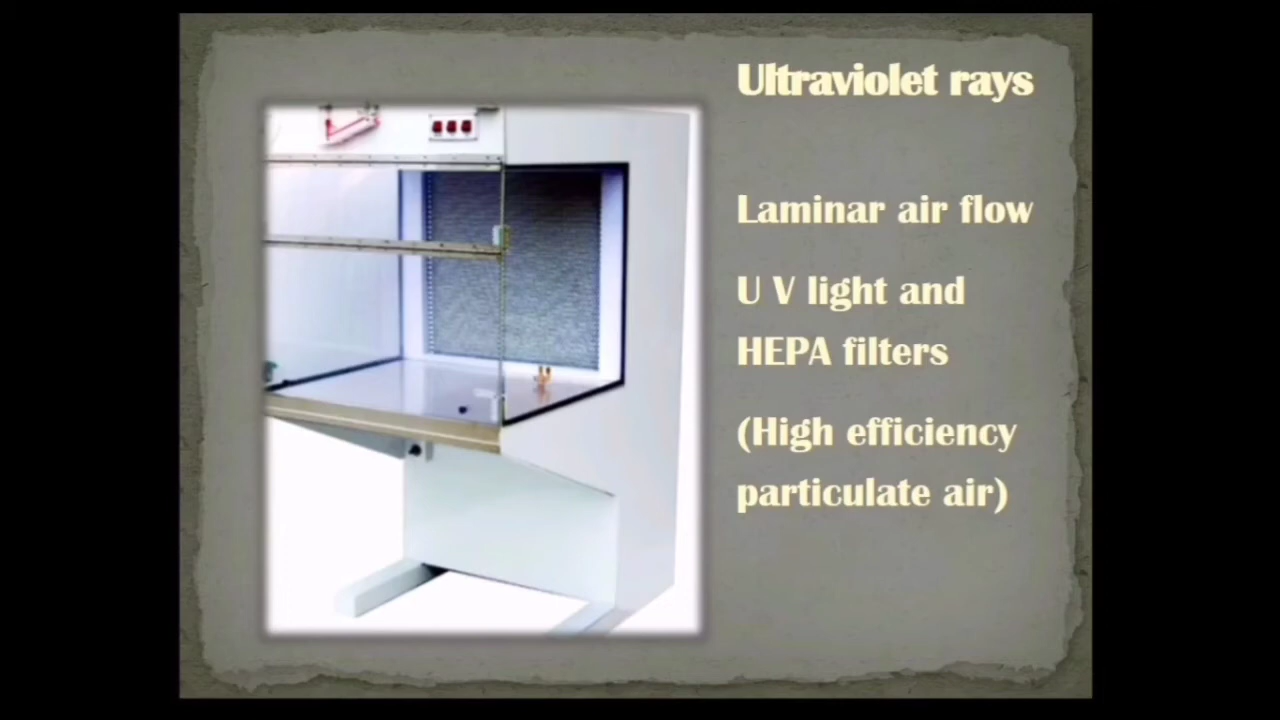 Ultraviolet rays
Laminar air flow
U V light and
HEPA filters
(High efficiency
particulate air)